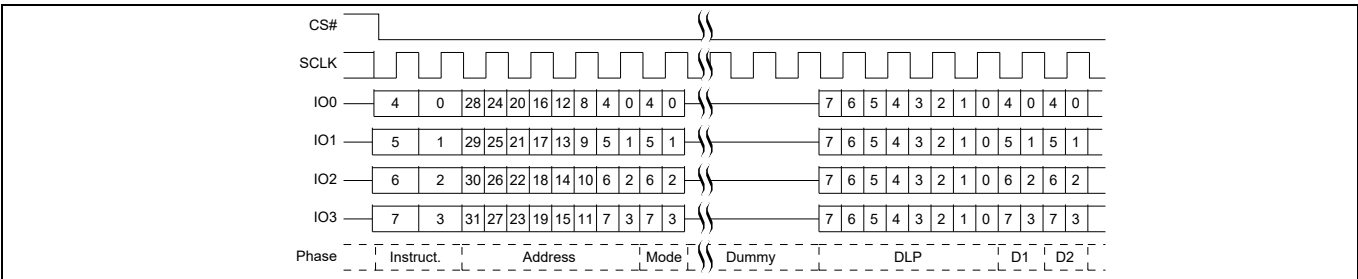 CS#
SCLK
IO0 4 0 28 24 20 16 12 8 4 0 4 0 7 6 5 4 3 2 1 0 4 0 4 0
IO1 5 1 29 25 21 17 13 9 5 1 5 1 7 6 5 4 3 2 1 0 5 1 5 1
IO2 6 2 30 26 22 18 14 10 6 2 6 2 7 6 5 4 3 2 1 0 6 2 6 2
IO3 7 3 31 27 23 19 15 11 7 3 7 3 7 6 5 4 3 2 1 0 7 3 7 3
Phase Instruct. Address Mode Dummy DLP D1 D2